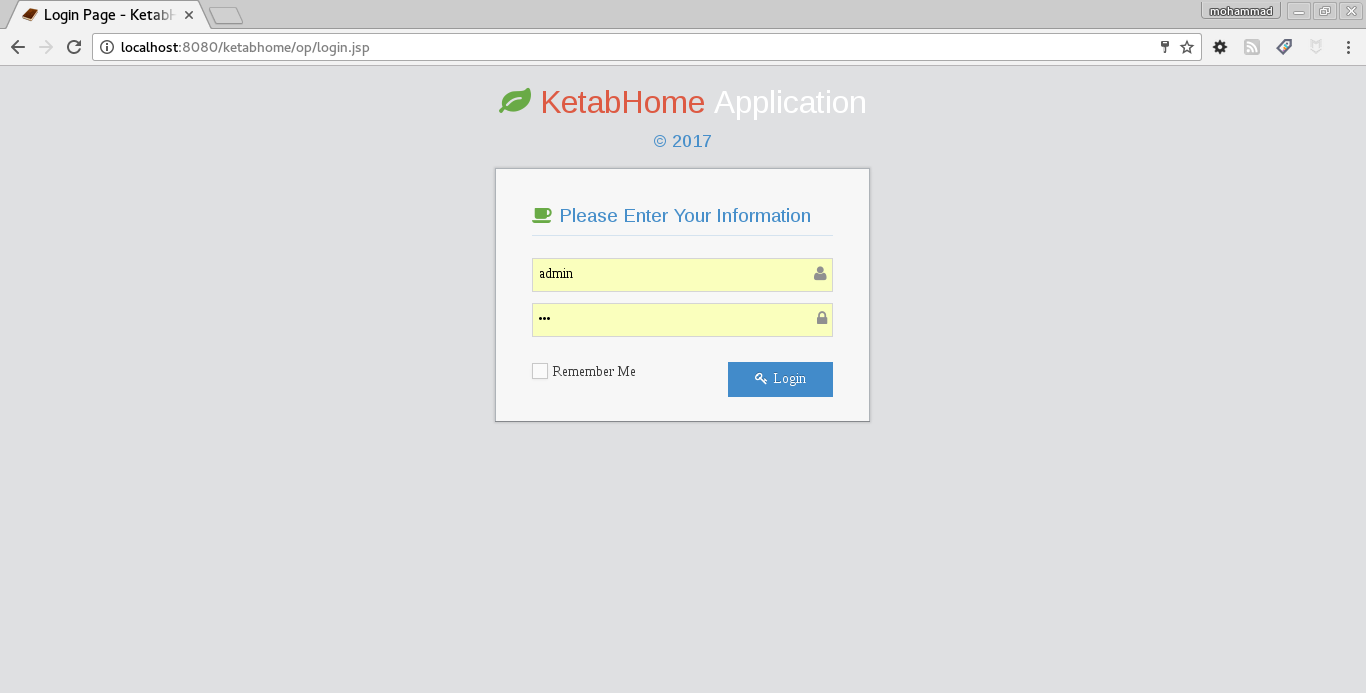 Login Page - Ketabh
mohammad
localhost:8080/ketabhome/op/login.jsp
KetabHome Application
© 2017
Please Enter Your Information
admin
•••
Remember Me
Login